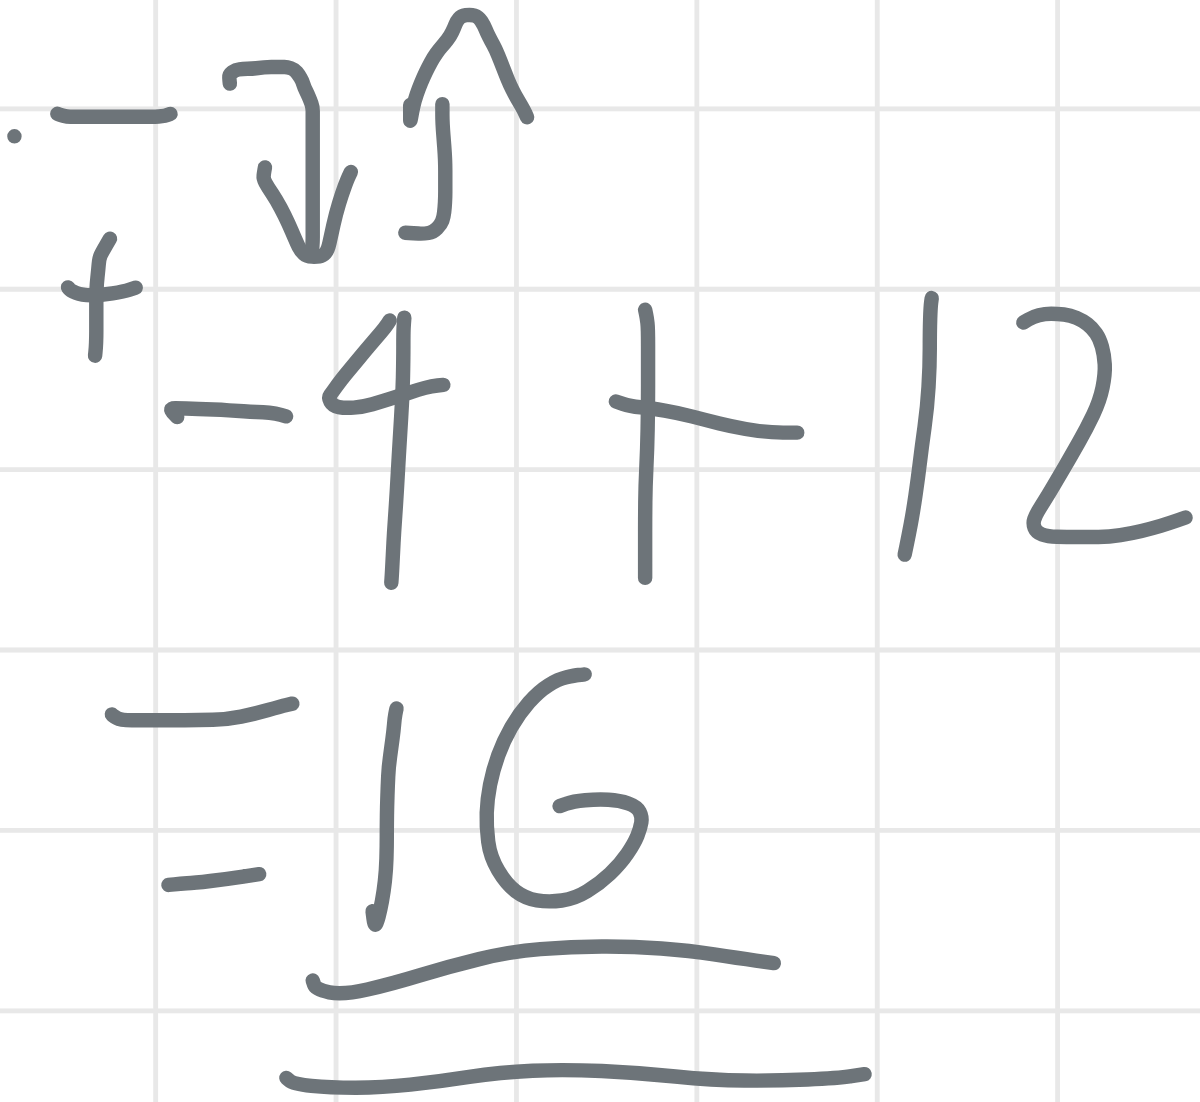 . - ↴ ↑
+
- 4 + 12
= 16